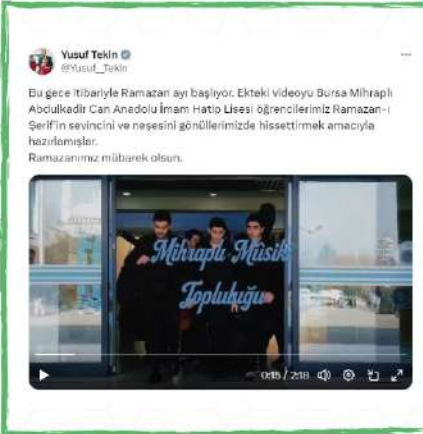 Yusuf Tekin
@Yusuf__Tekin
Bu gece itibariyle Ramazan ayı başlıyor. Ekteki videoyu Bursa Mihraplı
Abdulkadir Can Anadolu İmam Hatip Lisesi öğrencilerimiz Ramazan-ı
Şerif'in sevincini ve neşesini gönüllerimizde hissettirmek amacıyla
hazırlamışlar.
Ramazanımız mübarek olsun.
Mihraplı Mûsikî
Topluluğu
0:15 / 2:18